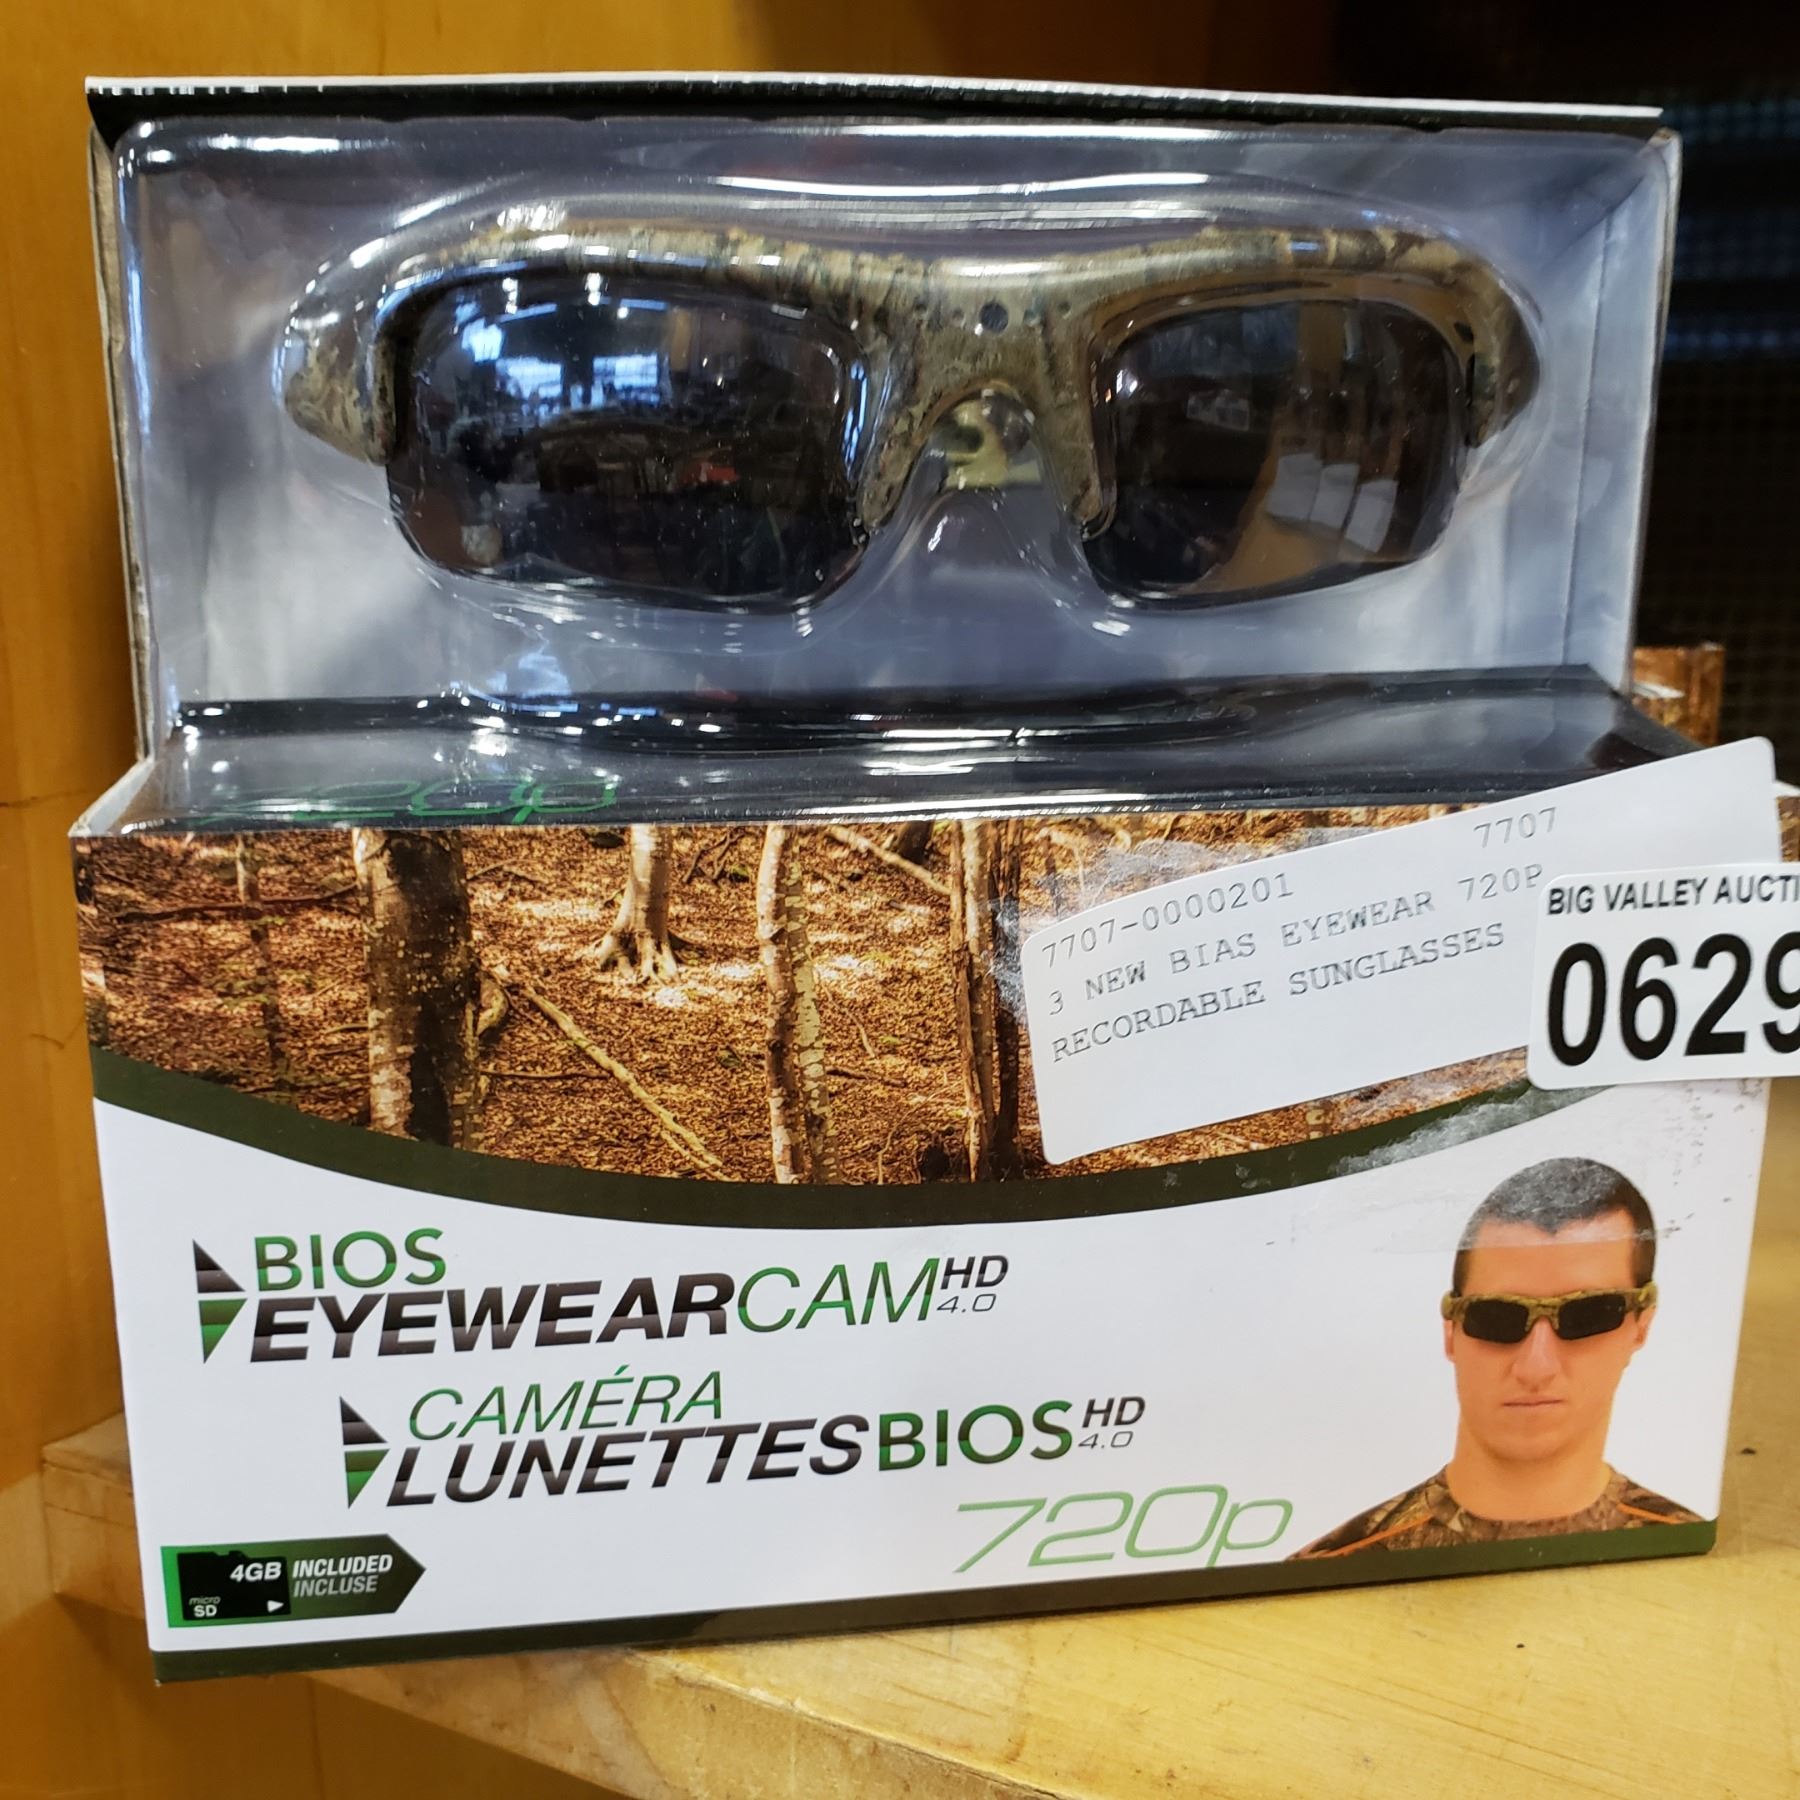 720p
7707
7707-0000201
3 NEW BIAS EYEWEAR 720P
RECORDABLE SUNGLASSES
BIG VALLEY AUCTI
0629
BIOS
EYEWEARCAM HD
4.0
CAMÉRA
LUNETTESBIOS HD
4.0
720p
4GB INCLUDED
INCLUSE
micro
SD